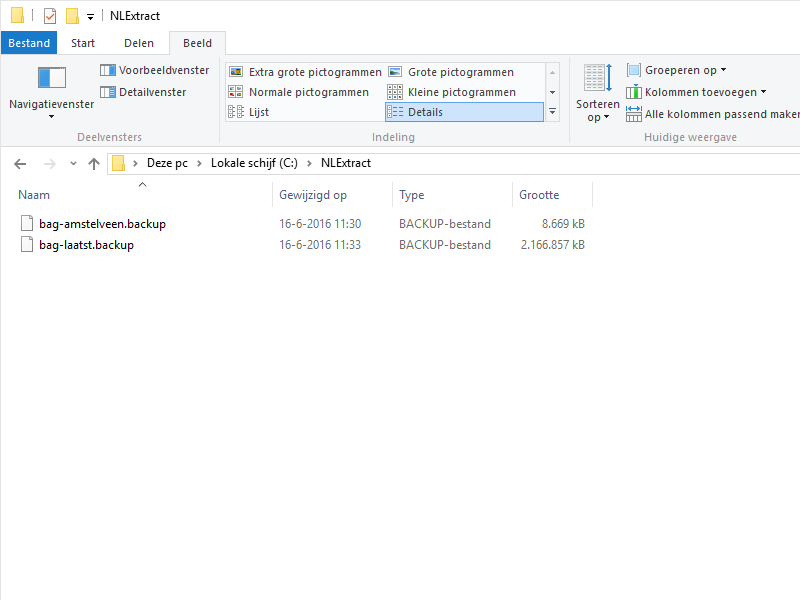 NLExtract
Bestand Start Delen Beeld
Navigatievenster
Voorbeeldvenster
Detailvenster
Deelvensters
Extra grote pictogrammen Grote pictogrammen
Normale pictogrammen Kleine pictogrammen
Lijst Details
Indeling
Sorteren
op
Groeperen op
Kolommen toevoegen
Alle kolommen passend maken
Huidige weergave
Deze pc Lokale schijf (C:) NLExtract
Naam Gewijzigd op Type Grootte
bag-amstelveen.backup 16-6-2016 11:30 BACKUP-bestand 8.669 kB
bag-laatst.backup 16-6-2016 11:33 BACKUP-bestand 2.166.857 kB